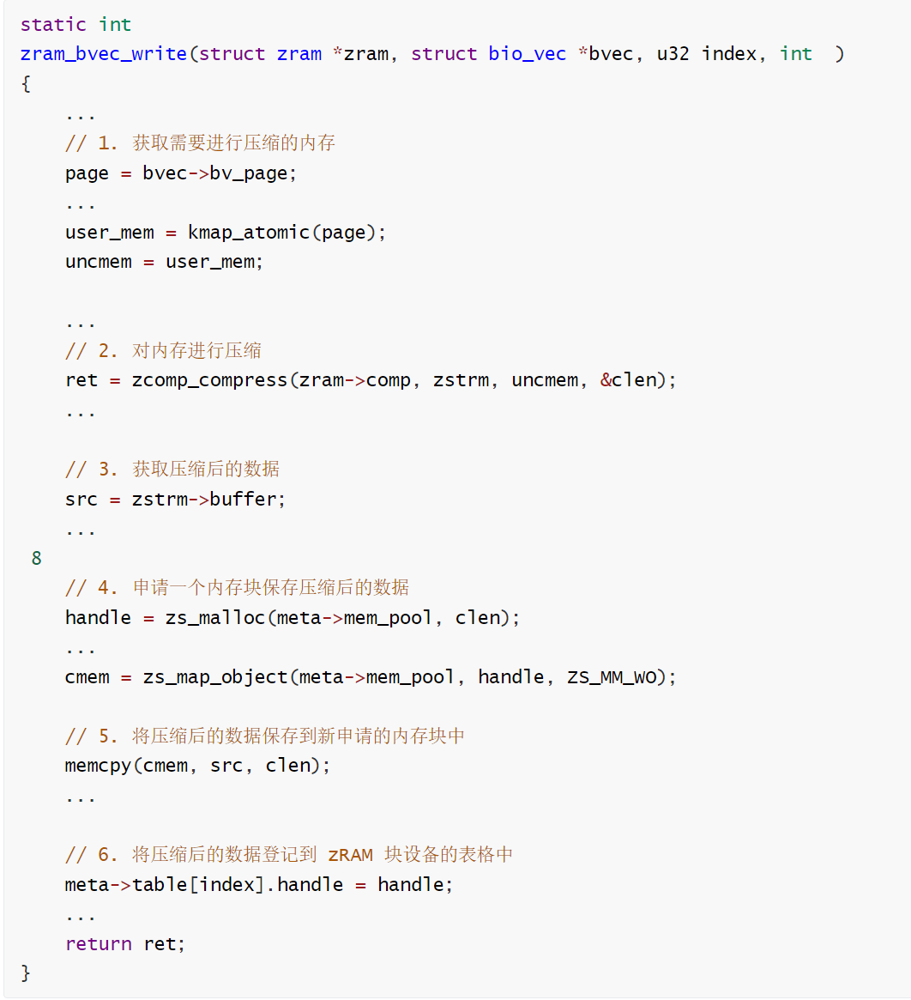 static int
zram_bvec_write(struct zram *zram, struct bio_vec *bvec, u32 index, int  )
{
    ...
    // 1. 获取需要进行压缩的内存
    page = bvec->bv_page;
    ...
    user_mem = kmap_atomic(page);
    uncmem = user_mem;

    ...
    // 2. 对内存进行压缩
    ret = zcomp_compress(zram->comp, zstrm, uncmem, &clen);
    ...

    // 3. 获取压缩后的数据
    src = zstrm->buffer;
    ...
 8
    // 4. 申请一个内存块保存压缩后的数据
    handle = zs_malloc(meta->mem_pool, clen);
    ...
    cmem = zs_map_object(meta->mem_pool, handle, ZS_MM_WO);

    // 5. 将压缩后的数据保存到新申请的内存块中
    memcpy(cmem, src, clen);
    ...

    // 6. 将压缩后的数据登记到 zRAM 块设备的表格中
    meta->table[index].handle = handle;
    ...
    return ret;
}